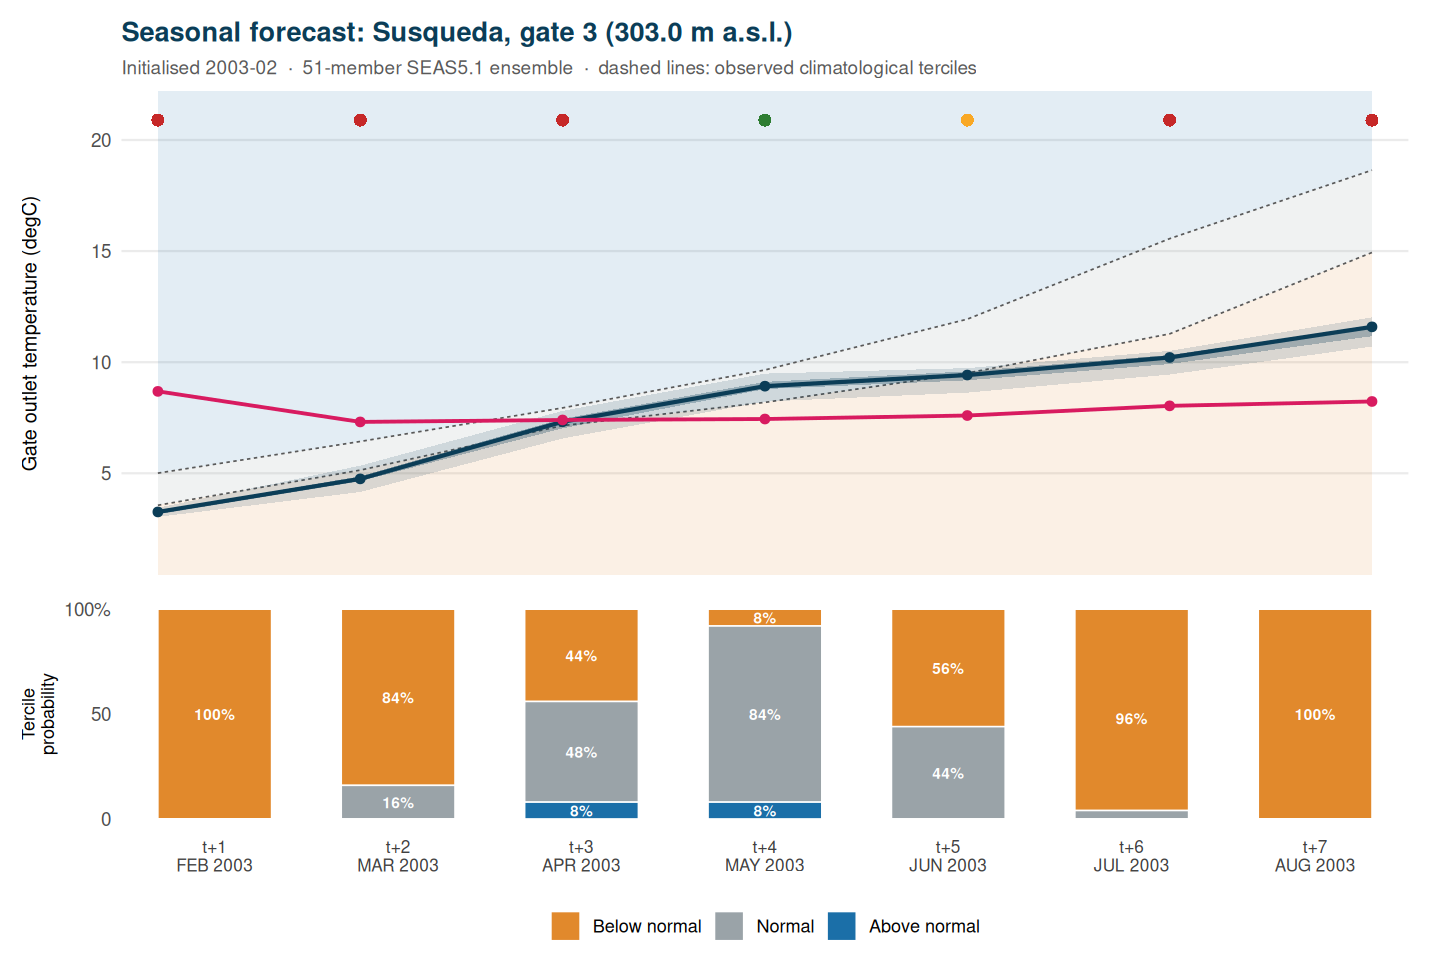 Seasonal forecast: Susqueda, gate 3 (303.0 m a.s.l.)
Initialised 2003-02 · 51-member SEAS5.1 ensemble · dashed lines: observed climatological terciles
Gate outlet temperature (degC)
20
15
10
5
Tercile
probability
100%
50
0
100%
84%
16%
44%
48%
8%
8%
84%
8%
56%
44%
96%
100%
t+1
FEB 2003
t+2
MAR 2003
t+3
APR 2003
t+4
MAY 2003
t+5
JUN 2003
t+6
JUL 2003
t+7
AUG 2003
Below normal
Normal
Above normal